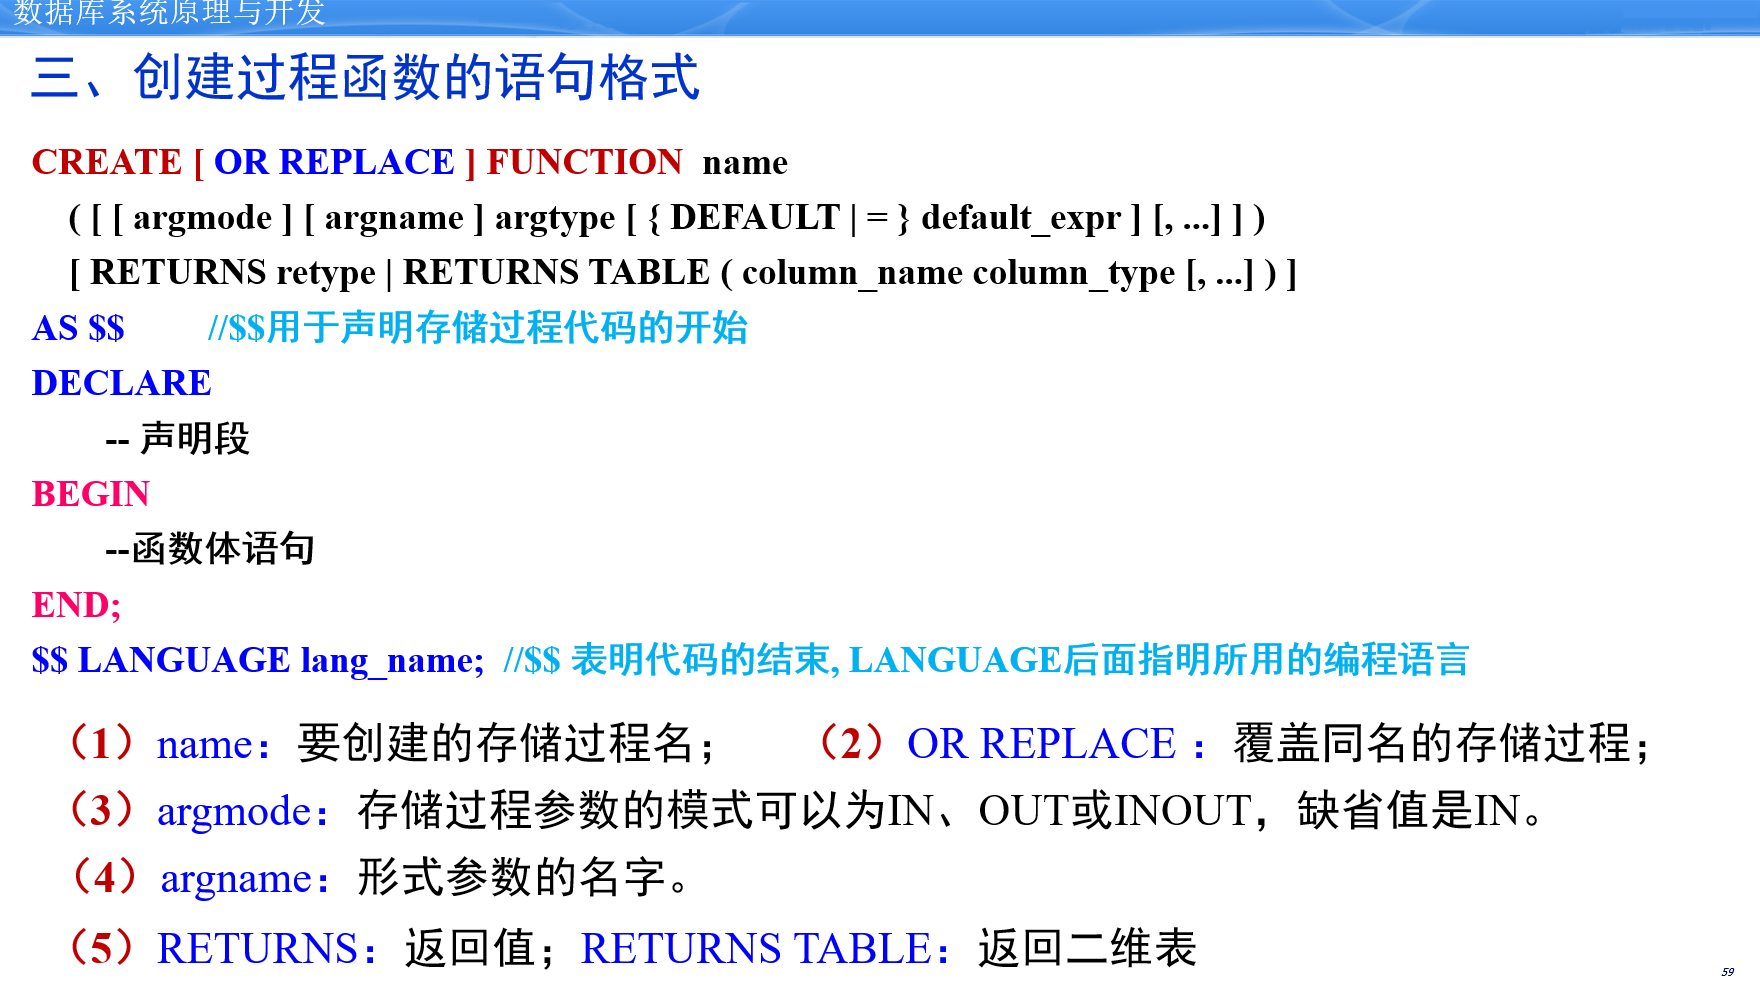 数据库系统原理与开发
三、创建过程函数的语句格式
CREATE [ OR REPLACE ] FUNCTION name
( [ [ argmode ] [ argname ] argtype [ { DEFAULT | = } default_expr ] [, ...] ] )
[ RETURNS retype | RETURNS TABLE ( column_name column_type [, ...] ) ]
AS $$ //$$用于声明存储过程代码的开始
DECLARE
-- 声明段
BEGIN
--函数体语句
END;
$$ LANGUAGE lang_name; //$$ 表明代码的结束, LANGUAGE后面指明所用的编程语言
（1）name：要创建的存储过程名； （2）OR REPLACE ：覆盖同名的存储过程；
（3）argmode：存储过程参数的模式可以为IN、OUT或INOUT，缺省值是IN。
（4）argname：形式参数的名字。
（5）RETURNS：返回值；RETURNS TABLE：返回二维表
59